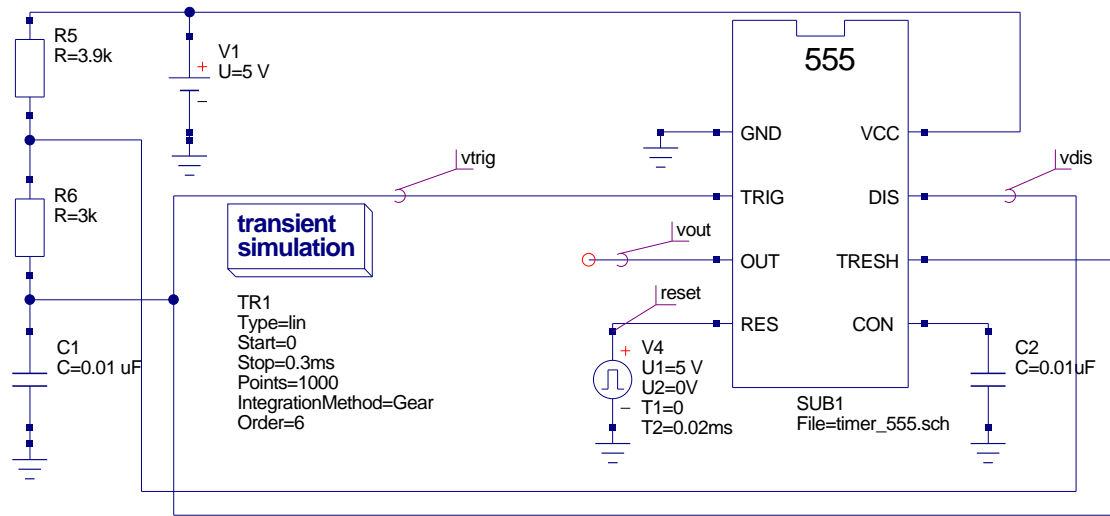 R5
R=3.9k
V1
U=5 V
+
–
555
GND
VCC
vtrig
vdis
R6
R=3k
TRIG
DIS
transient
simulation
vout
OUT
TRESH
TR1
Type=lin
Start=0
Stop=0.3ms
Points=1000
IntegrationMethod=Gear
Order=6
reset
RES
CON
C1
C=0.01 uF
+
–
V4
U1=5 V
U2=0V
T1=0
T2=0.02ms
C2
C=0.01uF
SUB1
File=timer_555.sch